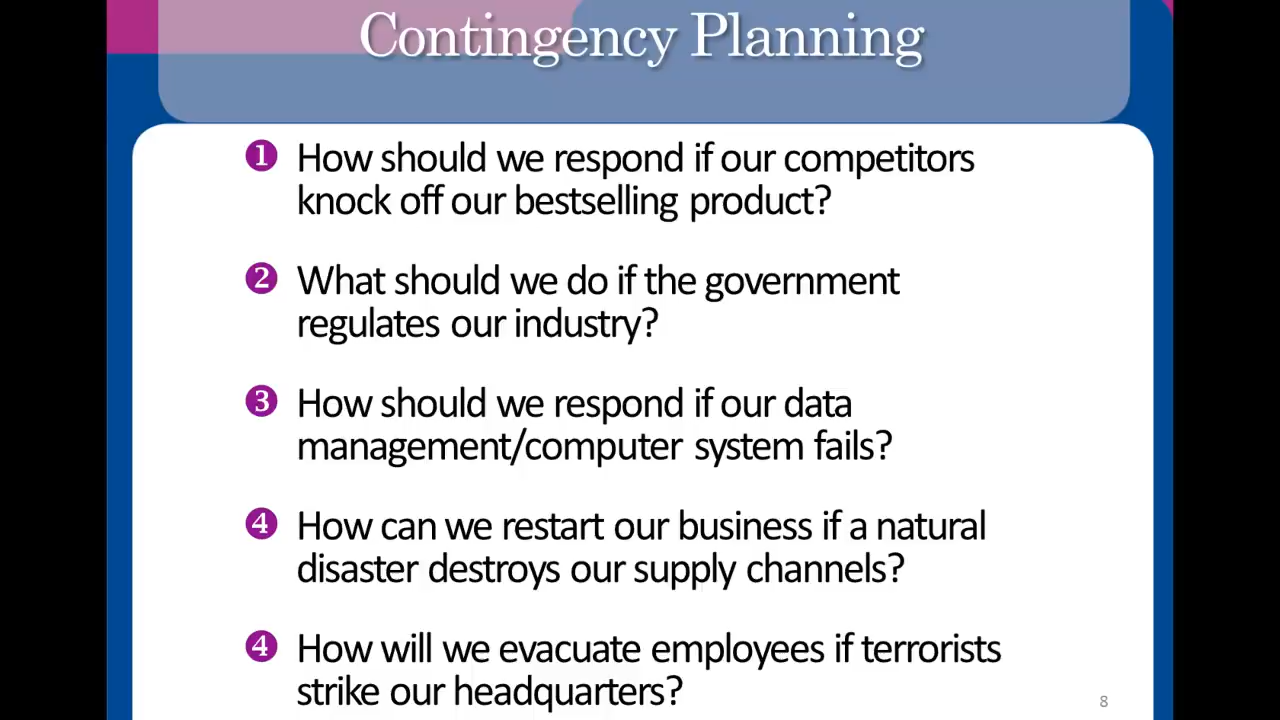 Contingency Planning
❶ How should we respond if our competitors
knock off our bestselling product?
❷ What should we do if the government
regulates our industry?
❸ How should we respond if our data
management/computer system fails?
❹ How can we restart our business if a natural
disaster destroys our supply channels?
❹ How will we evacuate employees if terrorists
strike our headquarters?
8